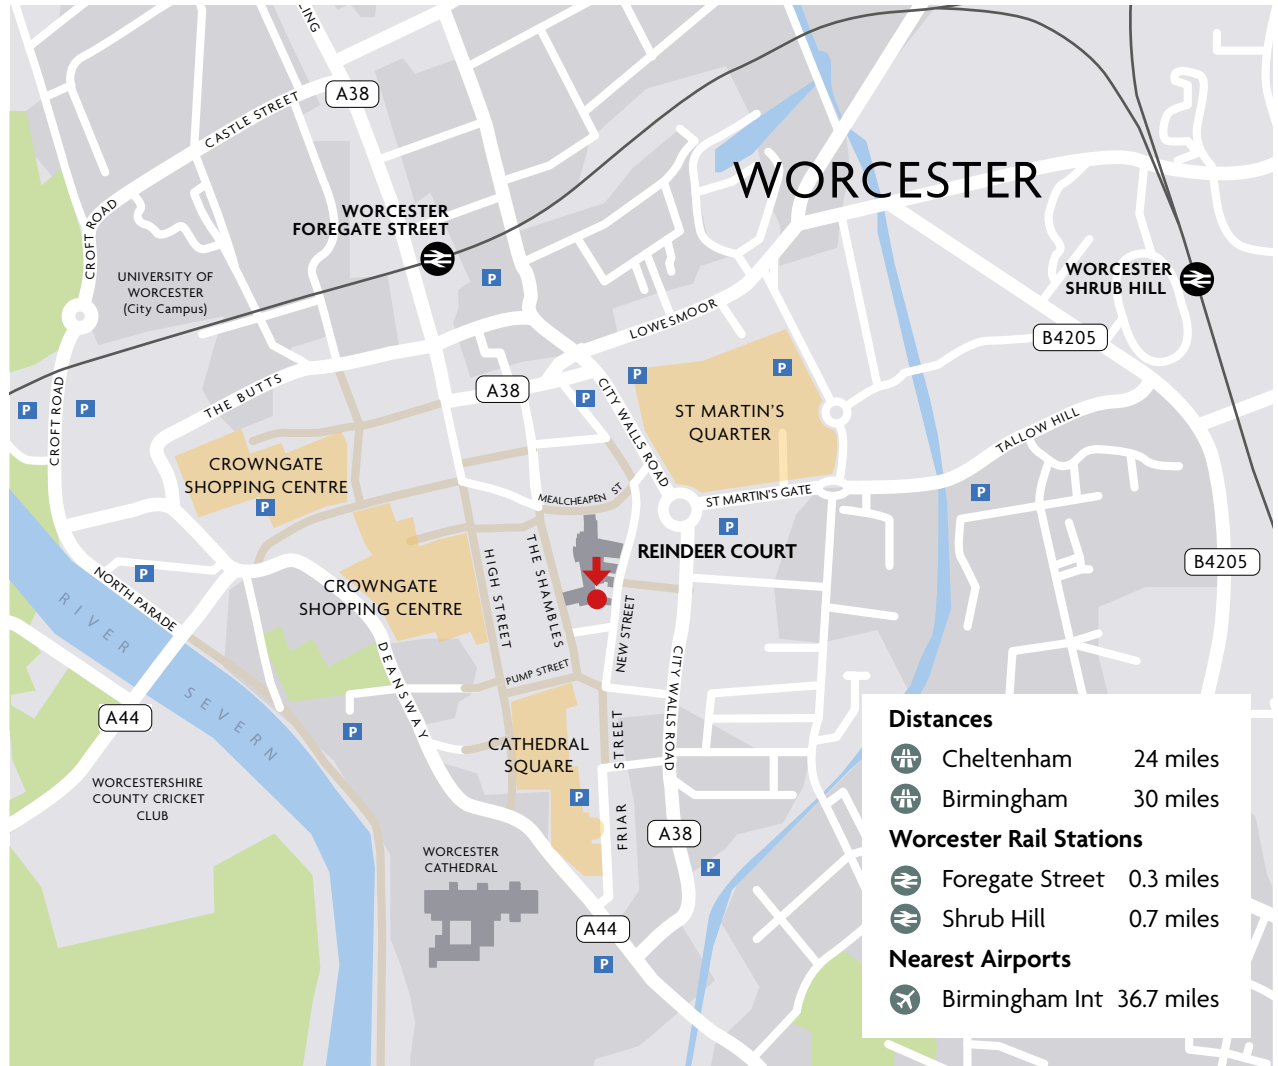 LING
A38
CASTLE STREET
WORCESTER
WORCESTER
FOREGATE STREET
CROFT ROAD
P
UNIVERSITY OF
WORCESTER
(City Campus)
WORCESTER
SHRUB HILL
LOWESMOOR
B4205
P
P
A38
P
P
P
CROFT ROAD
THE BUTTS
CITY WALLS ROAD
ST MARTIN'S
QUARTER
TALLOW HILL
CROWNGATE
SHOPPING CENTRE
P
MEALCHEAPEN ST
ST MARTIN'S GATE
P
P
REINDEER COURT
B4205
P
NORTH PARADE
CROWNGATE
SHOPPING CENTRE
HIGH STREET
THE SHAMBLES
NEW STREET
RIVER SEVERN
DEANSWAY
PUMP STREET
CITY WALLS ROAD
A44
P
CATHEDRAL
SQUARE
FRIAR STREET
P
WORCESTERSHIRE
COUNTY CRICKET
CLUB
A38
WORCESTER
CATHEDRAL
P
A44
P
Distances
Cheltenham 24 miles
Birmingham 30 miles
Worcester Rail Stations
Foregate Street 0.3 miles
Shrub Hill 0.7 miles
Nearest Airports
Birmingham Int 36.7 miles